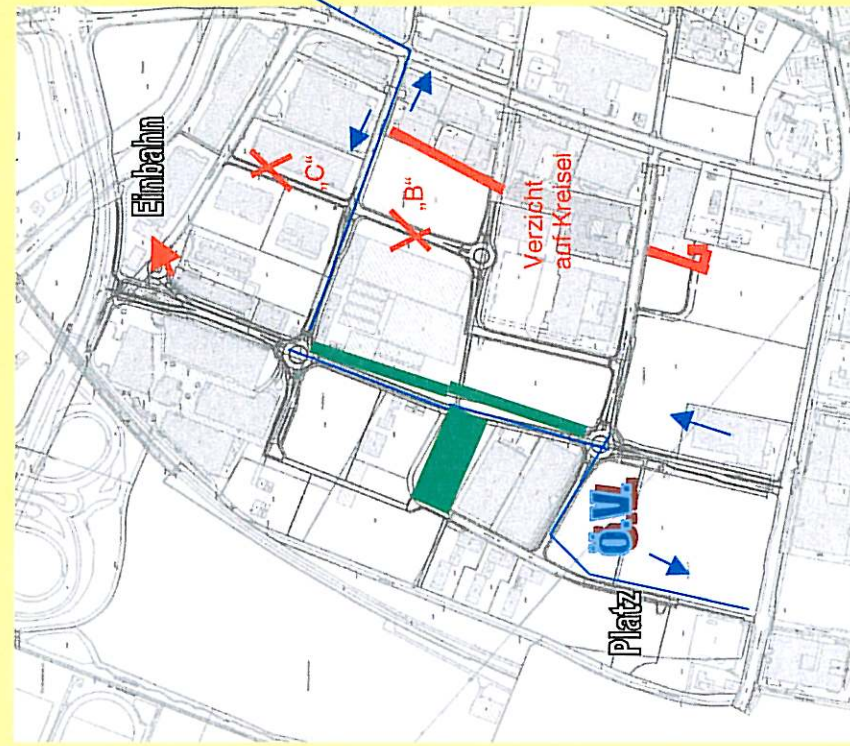 Einbahn
„C“
„B“
Verzicht
auf Kreisel
Ö.V.
Platz